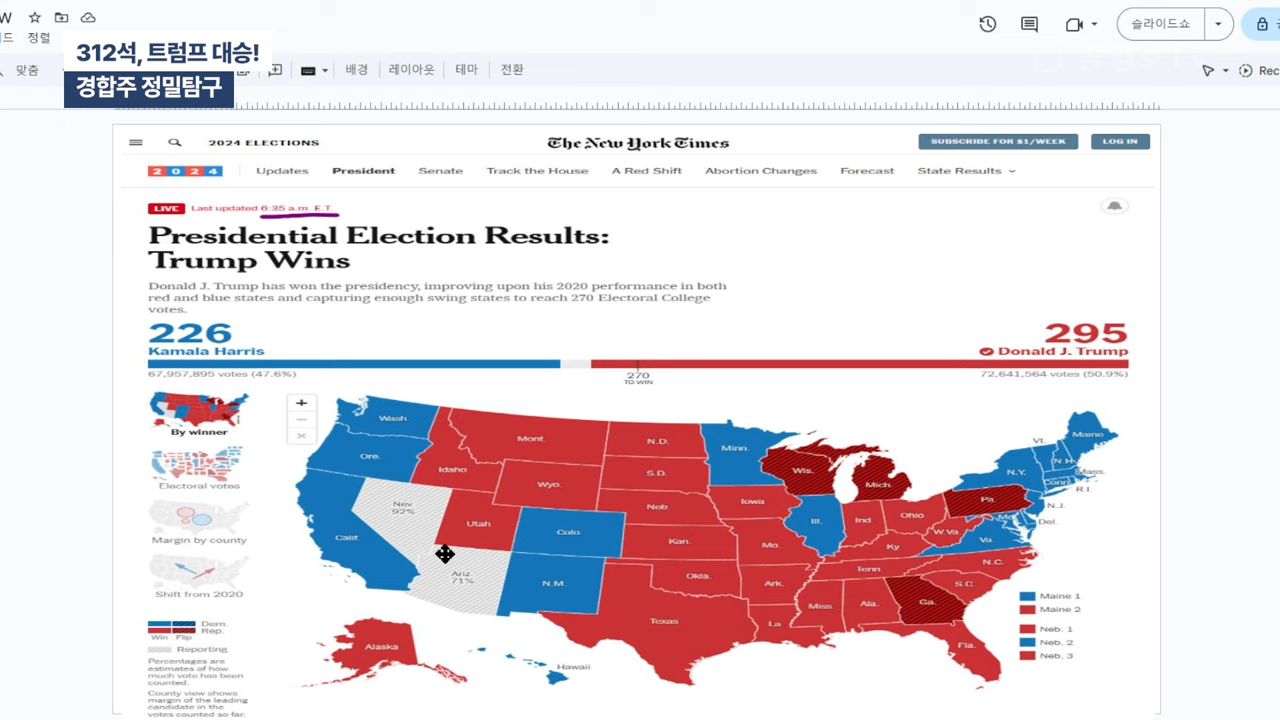 312석, 트럼프 대승!
경합주 정밀탐구
정렬
슬라이드쇼
맞춤
배경
레이아웃
테마
전환
Rec
2024 ELECTIONS
The New York Times
SUBSCRIBE FOR $1/WEEK
LOG IN
2024
Updates
President
Senate
Track the House
A Red Shift
Abortion Changes
Forecast
State Results
LIVE
Last updated 6:35 a.m. E.T.
Presidential Election Results:
Trump Wins
Donald J. Trump has won the presidency, improving upon his 2020 performance in both
red and blue states and capturing enough swing states to reach 270 Electoral College
votes.
226
295
Kamala Harris
Donald J. Trump
67,957,895 votes (47.6%)
270
TO WIN
72,641,564 votes (50.9%)
By winner
Electoral votes
Margin by county
Shift from 2020
Dem.
Rep.
Win
Flip
Reporting
Percentages are
estimates of how
much vote has been
counted.
County view shows
margin of the leading
candidate in the
votes counted so far.
Wash.
Ore.
Calif.
Nev.
92%
Idaho
Mont.
Wyo.
Utah
Ariz.
71%
Colo.
N.M.
N.D.
S.D.
Neb.
Kan.
Okla.
Texas
Minn.
Iowa
Mo.
Ark.
La.
Wis.
Ill.
Mich.
Ind.
Ohio
Ky
Tenn
Miss.
Ala.
Ga.
Fla.
S.C.
N.C.
W.Va.
Va.
Pa.
Md.
Del.
N.J.
N.Y.
Conn.
R.I.
Mass.
Vt.
N.H.
Maine
Alaska
Hawaii
Maine 1
Maine 2
Neb. 1
Neb. 2
Neb. 3